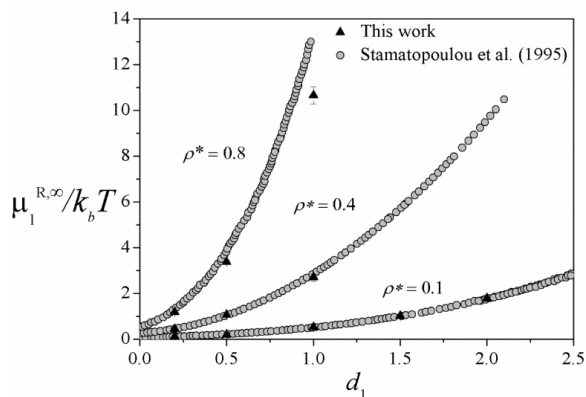 14
12
10
8
6
4
2
0
0.0 0.5 1.0 1.5 2.0 2.5
μ₁ᴿ,∞/k_bT
d₁
▲ This work
● Stamatopoulou et al. (1995)
ρ* = 0.8
ρ* = 0.4
ρ* = 0.1